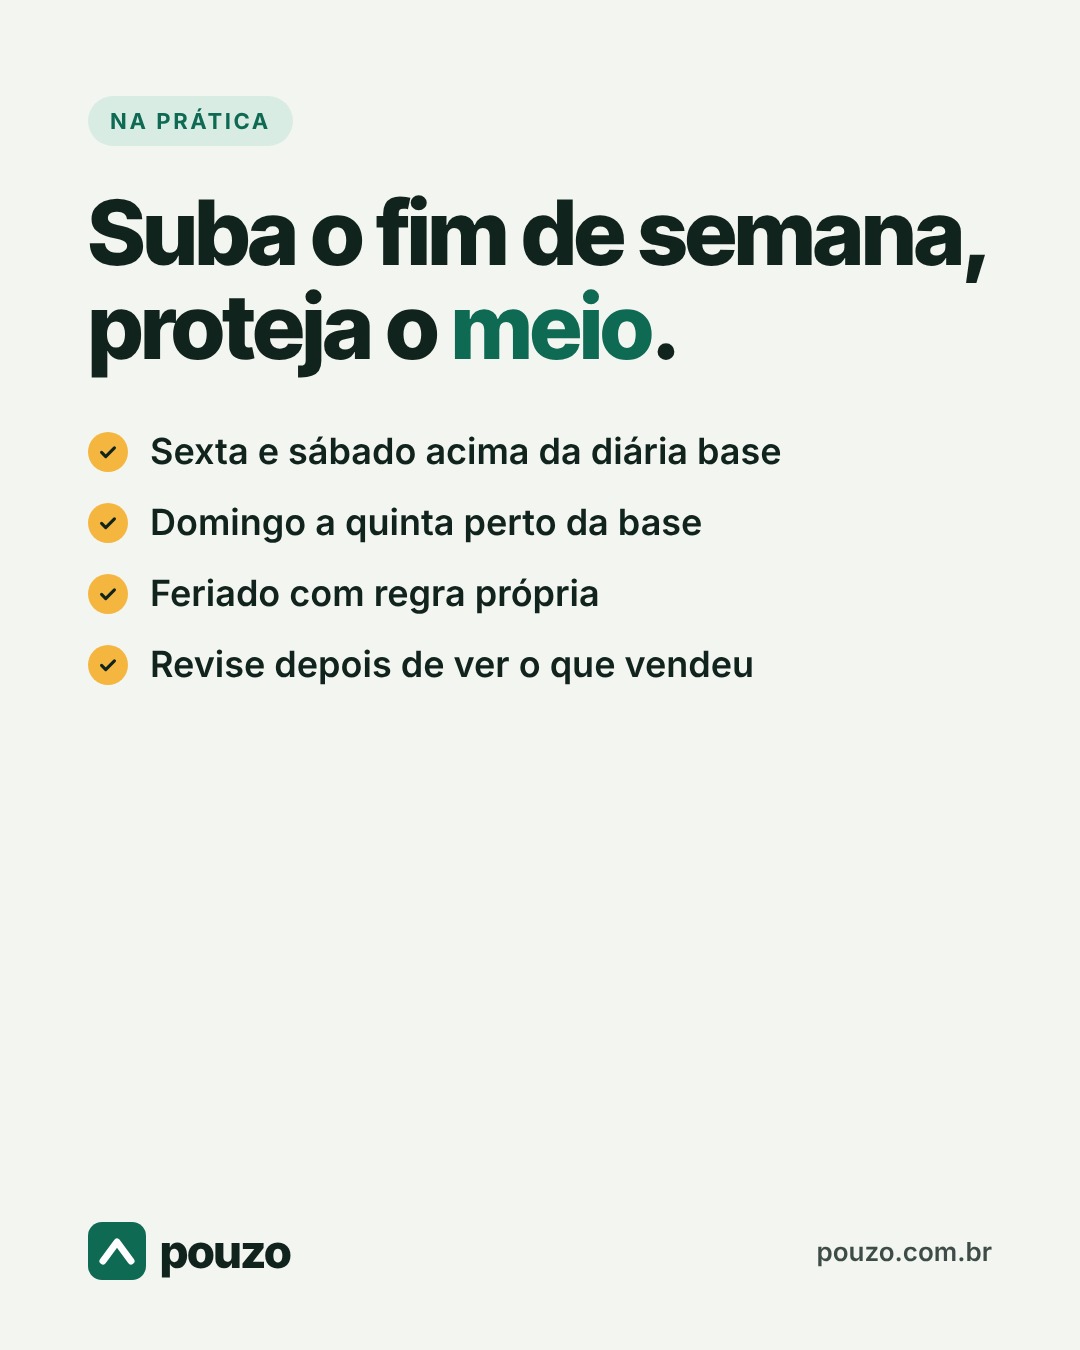 NA PRÁTICA
Suba o fim de semana,
proteja o meio.
Sexta e sábado acima da diária base
Domingo a quinta perto da base
Feriado com regra própria
Revise depois de ver o que vendeu
pouzo
pouzo.com.br